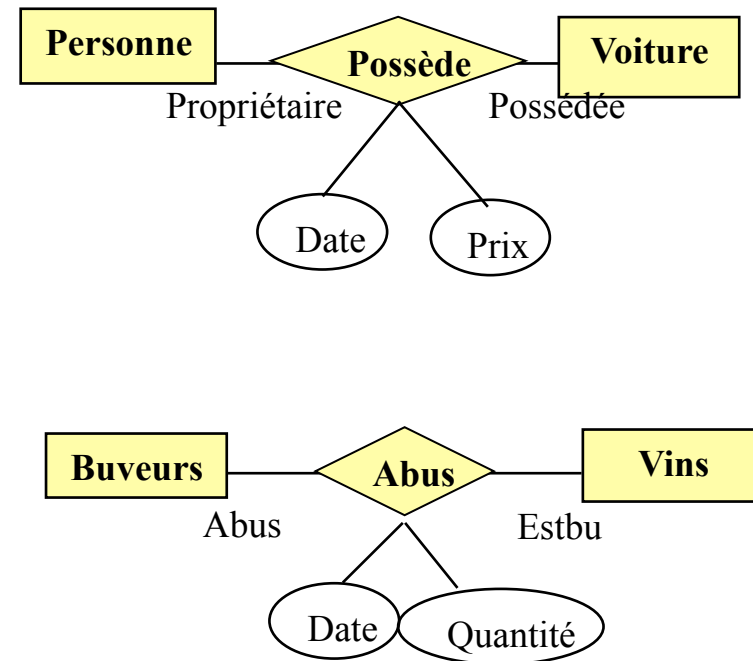 Personne Possède Voiture
Propriétaire Possédée
Date Prix
Buveurs Abus Vins
Abus Estbu
Date Quantité